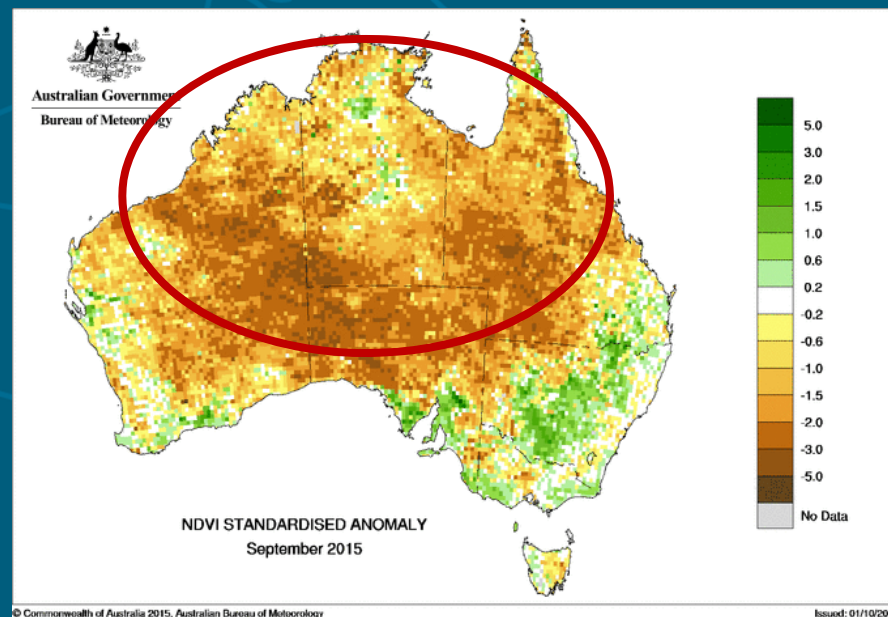 Australian Government
Bureau of Meteorology
5.0
3.0
2.0
1.5
1.0
0.6
0.2
-0.2
-0.6
-1.0
-1.5
-2.0
-3.0
-5.0
No Data
NDVI STANDARDISED ANOMALY
September 2015
© Commonwealth of Australia 2015, Australian Bureau of Meteorology
Issued: 01/10/20